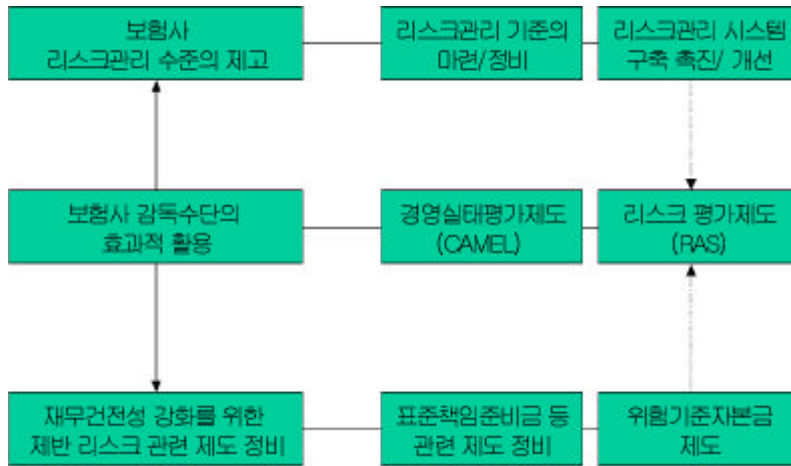 보험사
리스크관리 수준의 제고
리스크관리 기준의
마련/정비
리스크관리 시스템
구축 촉진/ 개선
보험사 감독수단의
효과적 활용
경영실태평가제도
(CAMEL)
리스크 평가제도
(RAS)
재무건전성 강화를 위한
제반 리스크 관련 제도 정비
표준책임준비금 등
관련 제도 정비
위험기준자본금
제도